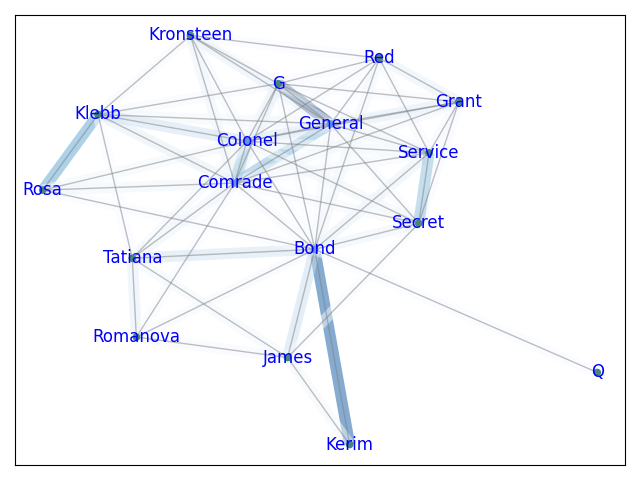 Kronsteen
Red
G
Grant
Klebb
General
Colonel
Service
Comrade
Rosa
Secret
Bond
Tatiana
Romanova
James
Q
Kerim